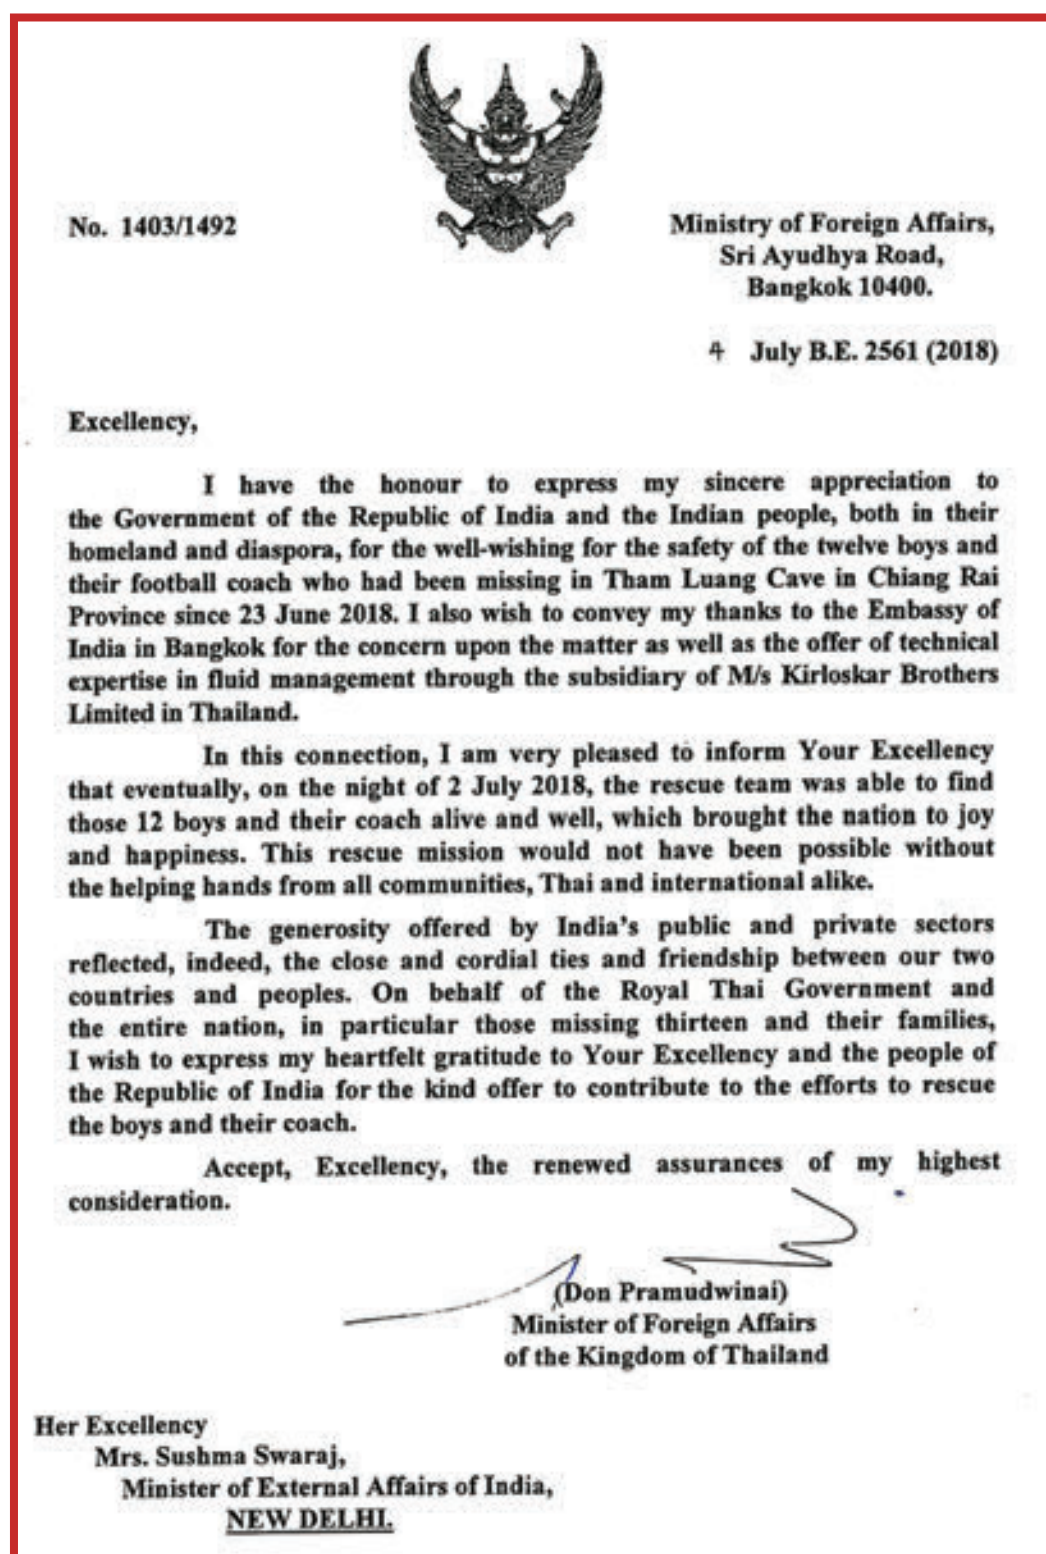 No. 1403/1492
Ministry of Foreign Affairs,
Sri Ayudhya Road,
Bangkok 10400.
4 July B.E. 2561 (2018)
Excellency,
I have the honour to express my sincere appreciation to
the Government of the Republic of India and the Indian people, both in their
homeland and diaspora, for the well-wishing for the safety of the twelve boys and
their football coach who had been missing in Tham Luang Cave in Chiang Rai
Province since 23 June 2018. I also wish to convey my thanks to the Embassy of
India in Bangkok for the concern upon the matter as well as the offer of technical
expertise in fluid management through the subsidiary of M/s Kirloskar Brothers
Limited in Thailand.
In this connection, I am very pleased to inform Your Excellency
that eventually, on the night of 2 July 2018, the rescue team was able to find
those 12 boys and their coach alive and well, which brought the nation to joy
and happiness. This rescue mission would not have been possible without
the helping hands from all communities, Thai and international alike.
The generosity offered by India's public and private sectors
reflected, indeed, the close and cordial ties and friendship between our two
countries and peoples. On behalf of the Royal Thai Government and
the entire nation, in particular those missing thirteen and their families,
I wish to express my heartfelt gratitude to Your Excellency and the people of
the Republic of India for the kind offer to contribute to the efforts to rescue
the boys and their coach.
Accept, Excellency, the renewed assurances of my highest
consideration.
(Don Pramudwinai)
Minister of Foreign Affairs
of the Kingdom of Thailand
Her Excellency
Mrs. Sushma Swaraj,
Minister of External Affairs of India,
NEW DELHI.